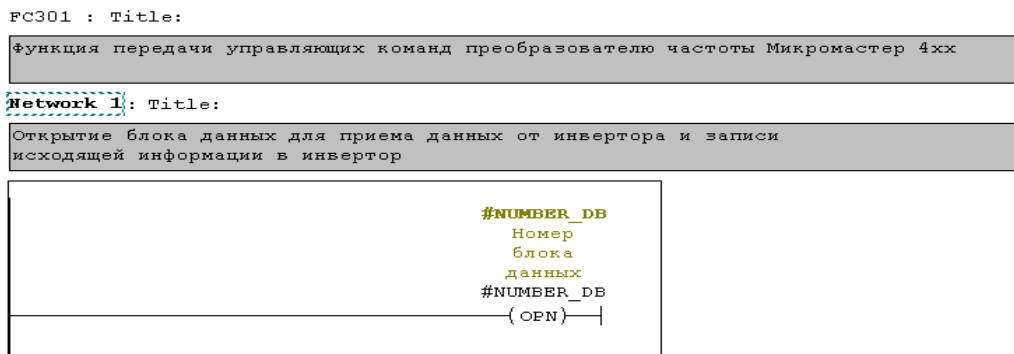 FC301 : Title:
Функция передачи управляющих команд преобразователю частоты Микромастер 4хх
Network 1: Title:
Открытие блока данных для приема данных от инвертора и записи
исходящей информации в инвертор
#NUMBER_DB
Номер
блока
данных
#NUMBER_DB
(OPN)